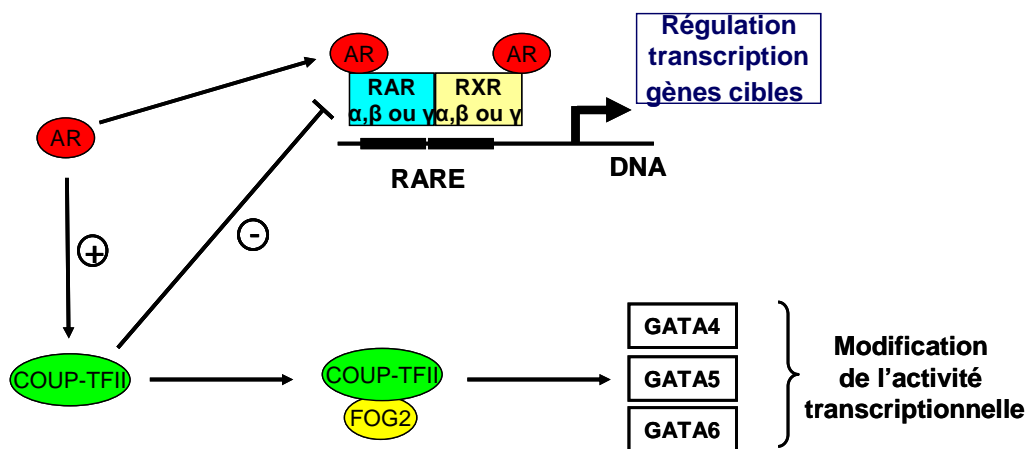 Régulation
transcription
gènes cibles
AR
AR
RAR
α,β ou γ
RXR
α,β ou γ
AR
RARE
DNA
+
-
COUP-TFII
COUP-TFII
FOG2
GATA4
GATA5
GATA6
Modification
de l'activité
transcriptionnelle